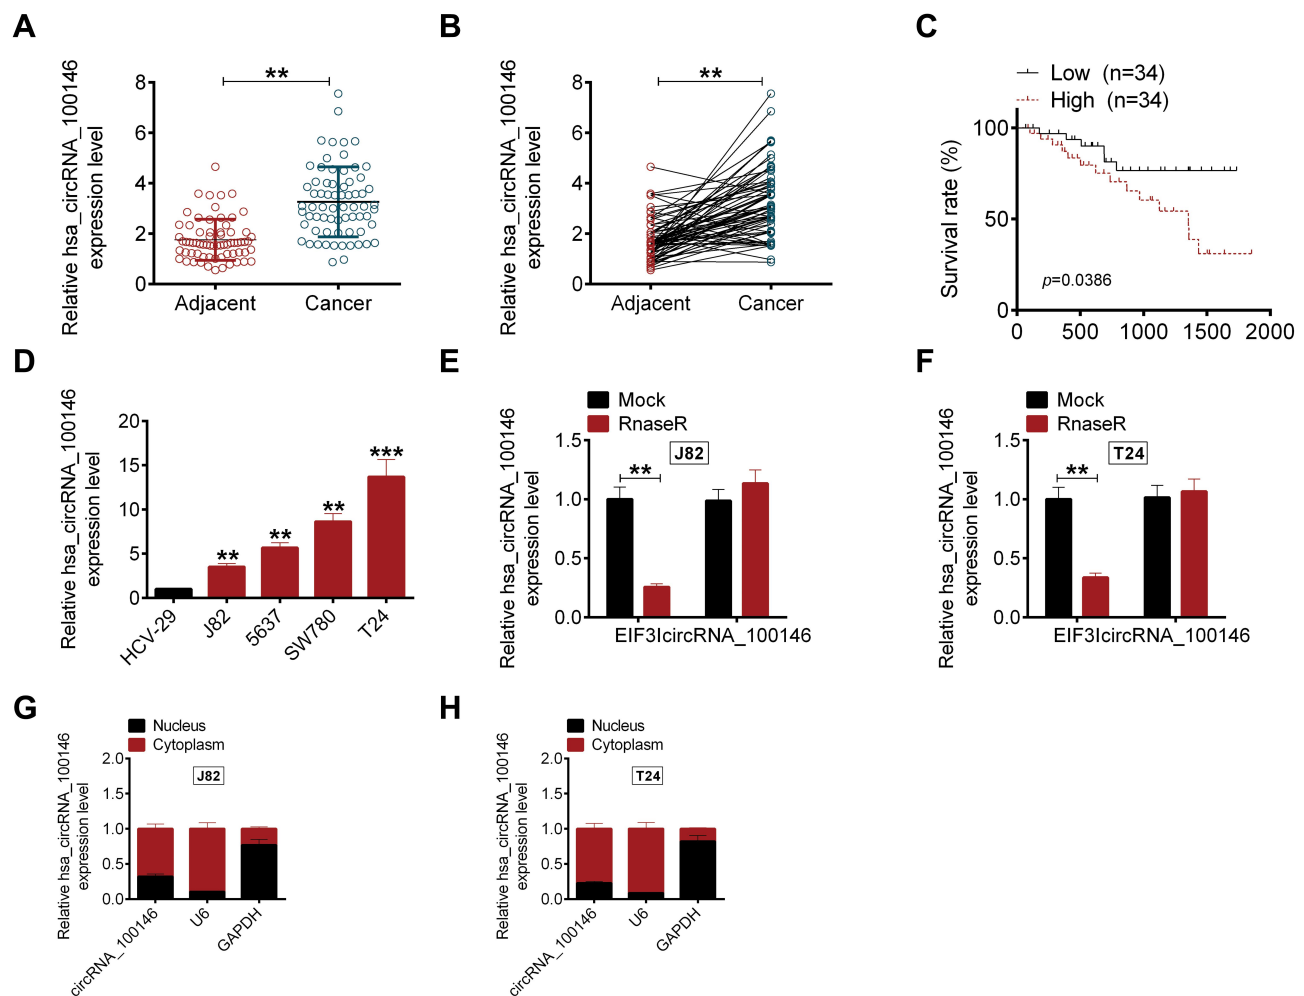 A
Relative hsa_circRNA_100146
expression level
8
6
4
2
0
**
Adjacent
Cancer
B
Relative hsa_circRNA_100146
expression level
8
6
4
2
0
**
Adjacent
Cancer
C
Low (n=34)
High (n=34)
Survival rate (%)
100
50
0
p=0.0386
0
500
1000
1500
2000
D
Relative hsa_circRNA_100146
expression level
20
15
10
5
0
**
**
**
***
HCV-29
J82
5637
SW780
T24
E
Mock
RnaseR
Relative hsa_circRNA_100146
expression level
1.5
1.0
0.5
0.0
J82
**
EIF3IcircRNA_100146
F
Mock
RnaseR
Relative hsa_circRNA_100146
expression level
1.5
1.0
0.5
0.0
T24
**
EIF3IcircRNA_100146
G
Nucleus
Cytoplasm
Relative hsa_circRNA_100146
expression level
2.0
1.5
1.0
0.5
0.0
J82
circRNA_100146
U6
GAPDH
H
Nucleus
Cytoplasm
Relative hsa_circRNA_100146
expression level
2.0
1.5
1.0
0.5
0.0
T24
circRNA_100146
U6
GAPDH